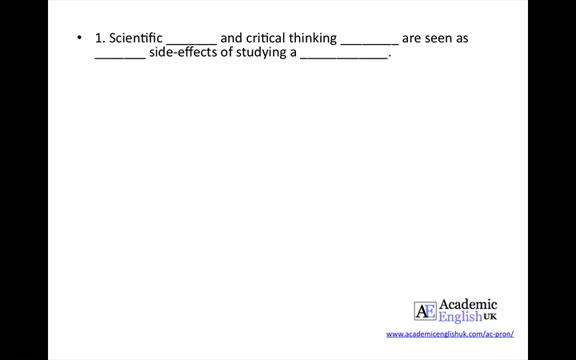 • 1. Scientific _______ and critical thinking ________ are seen as
_______ side-effects of studying a ____________.
AE Academic
English UK
www.academicenglishuk.com/ac-pron/